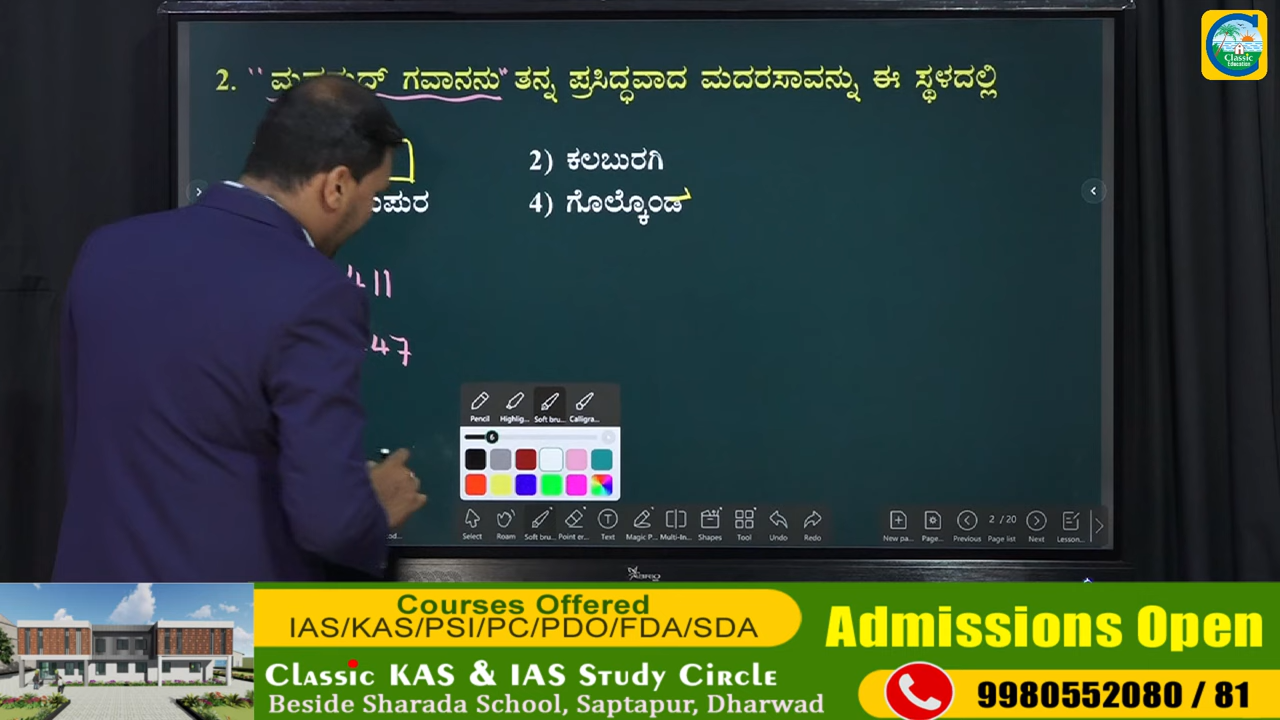 Classic
Education
2. " ಗವಾನನು" ತನ್ನ ಪ್ರಸಿದ್ಧವಾದ ಮದರಸಾವನ್ನು ಈ ಸ್ಥಳದಲ್ಲಿ
2) ಕಲಬುರಗಿ
4) ಗೊಲ್ಕೊಂಡ
11
47
Pencil Highlig... Soft bru... Calligra...
6
Select Roam Soft bru... Point er... Text Magic P... Multi-In... Shapes Tool Undo Redo
2 / 20
New pa... Page... Previous Page list Next Lesson...
Courses Offered
IAS/KAS/PSI/PC/PDO/FDA/SDA
Classic KAS & IAS Study Circle
Beside Sharada School, Saptapur, Dharwad
Admissions Open
9980552080 / 81